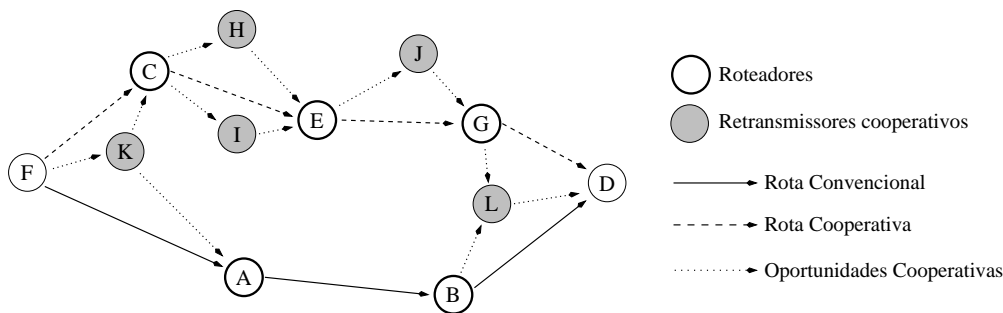 H
J
C
Roteadores
E
G
I
Retransmissores cooperativos
K
F
D
Rota Convencional
L
Rota Cooperativa
A
Oportunidades Cooperativas
B